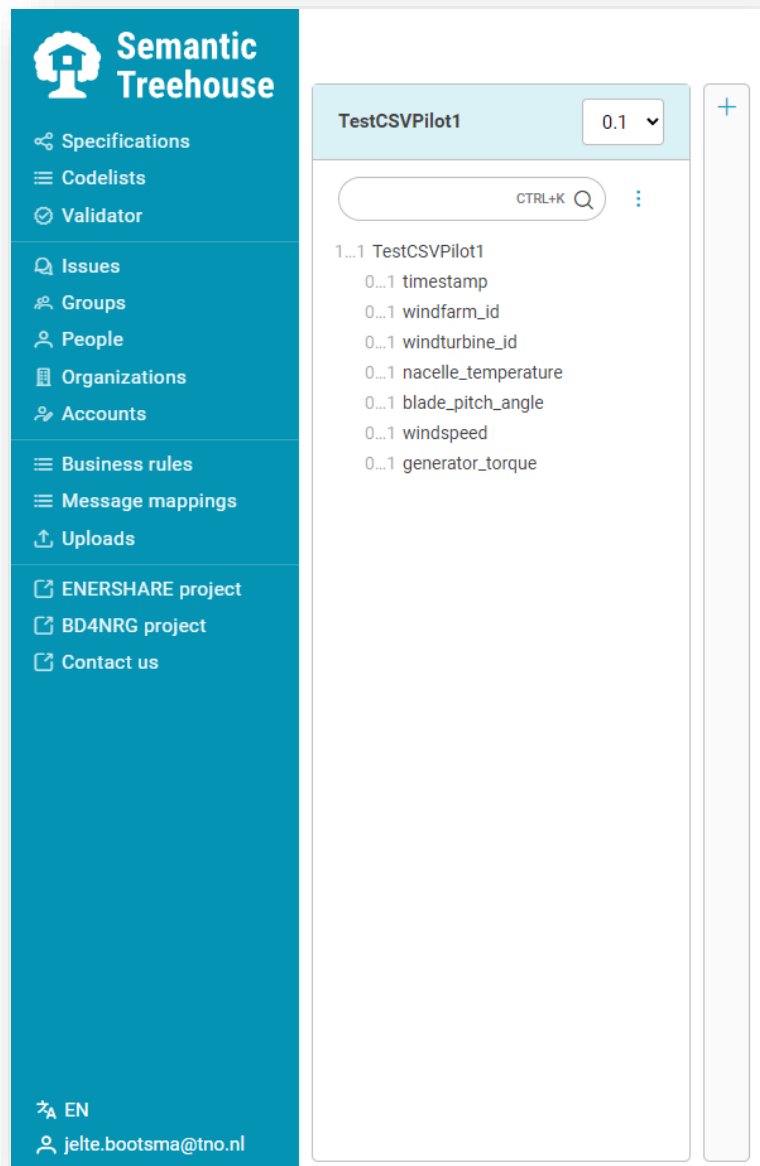 Semantic
Treehouse
Specifications
Codelists
Validator
Issues
Groups
People
Organizations
Accounts
Business rules
Message mappings
Uploads
ENERSHARE project
BD4NRG project
Contact us
EN
jelte.bootsma@tno.nl
TestCSVPilot1 0.1
CTRL+K
1...1 TestCSVPilot1
0...1 timestamp
0...1 windfarm_id
0...1 windturbine_id
0...1 nacelle_temperature
0...1 blade_pitch_angle
0...1 windspeed
0...1 generator_torque